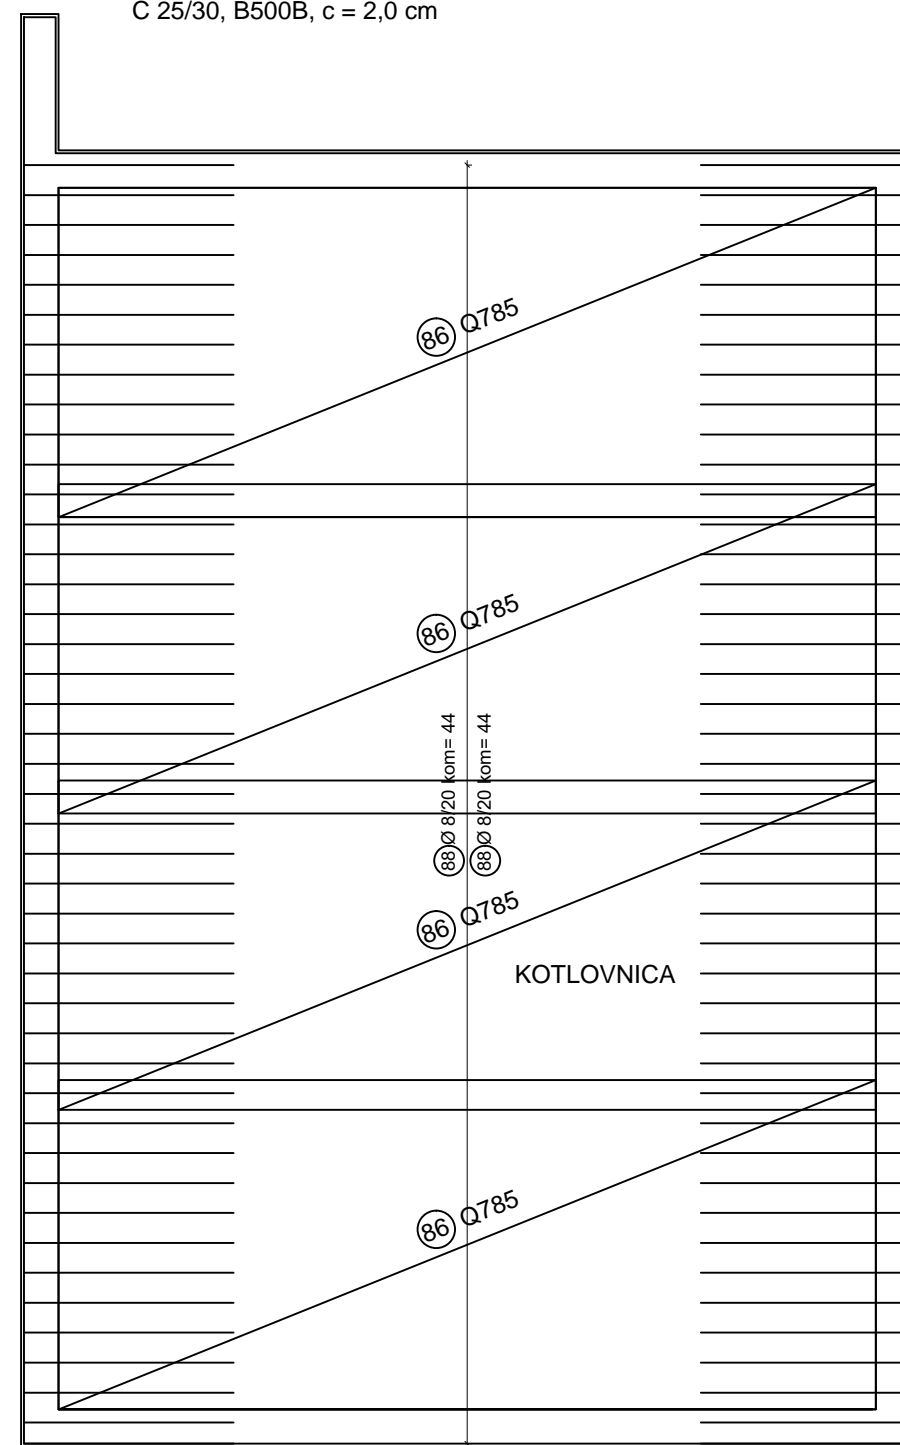 C 25/30, B500B, c = 2,0 cm
86 Q785
86 Q785
88 Ø 8/20 kom= 44
88 Ø 8/20 kom= 44
86 Q785
KOTLOVNICA
86 Q785